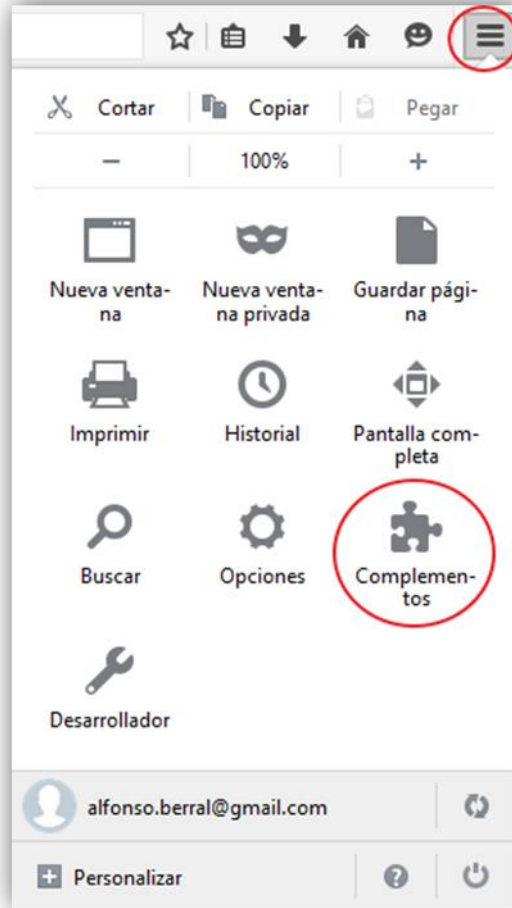 Cortar Copiar Pegar
− 100% +
Nueva venta- Nueva venta- Guardar pági-
na na privada na
Imprimir Historial Pantalla com-
pleta
Buscar Opciones Complemen-
tos
Desarrollador
alfonso.berral@gmail.com
Personalizar